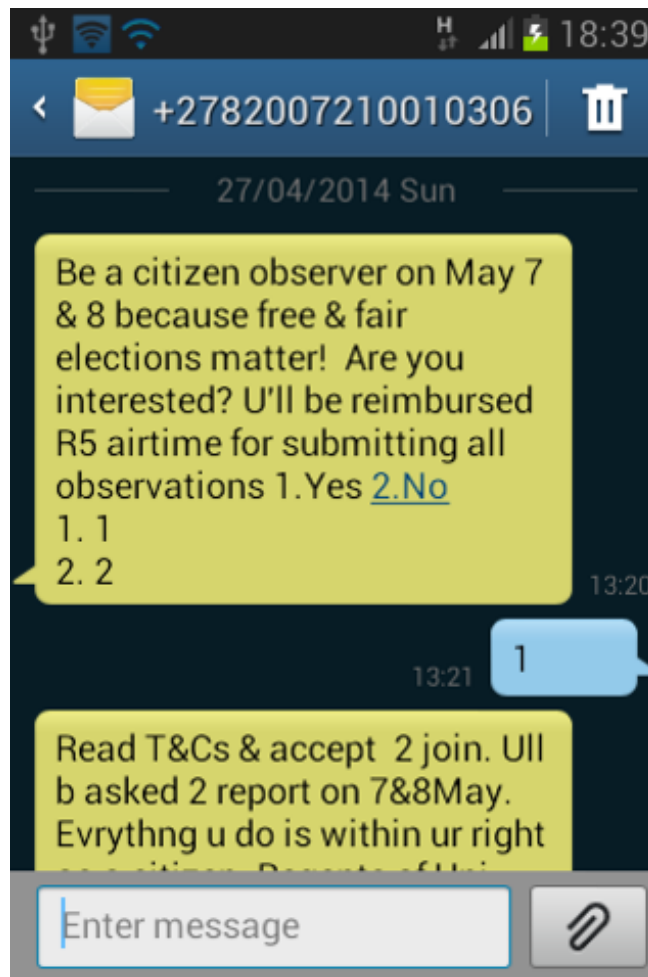 H 18:39
+2782007210010306
27/04/2014 Sun
Be a citizen observer on May 7
& 8 because free & fair
elections matter!  Are you
interested? U'll be reimbursed
R5 airtime for submitting all
observations 1.Yes 2.No
1. 1
2. 2
13:20
1
13:21
Read T&Cs & accept  2 join. Ull
b asked 2 report on 7&8May.
Evrythng u do is within ur right
Enter message